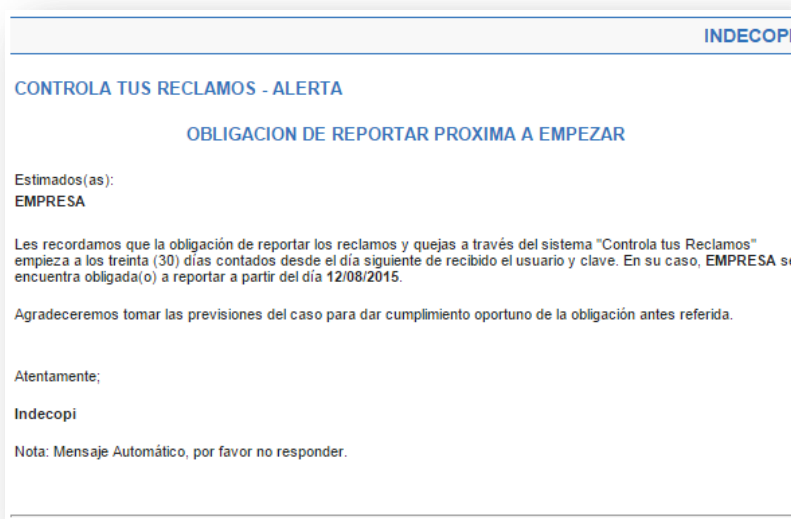 INDECOPI
CONTROLA TUS RECLAMOS - ALERTA
OBLIGACION DE REPORTAR PROXIMA A EMPEZAR
Estimados(as):
EMPRESA
Les recordamos que la obligación de reportar los reclamos y quejas a través del sistema "Controla tus Reclamos"
empieza a los treinta (30) días contados desde el día siguiente de recibido el usuario y clave. En su caso, EMPRESA se
encuentra obligada(o) a reportar a partir del día 12/08/2015.
Agradeceremos tomar las previsiones del caso para dar cumplimiento oportuno de la obligación antes referida.
Atentamente;
Indecopi
Nota: Mensaje Automático, por favor no responder.